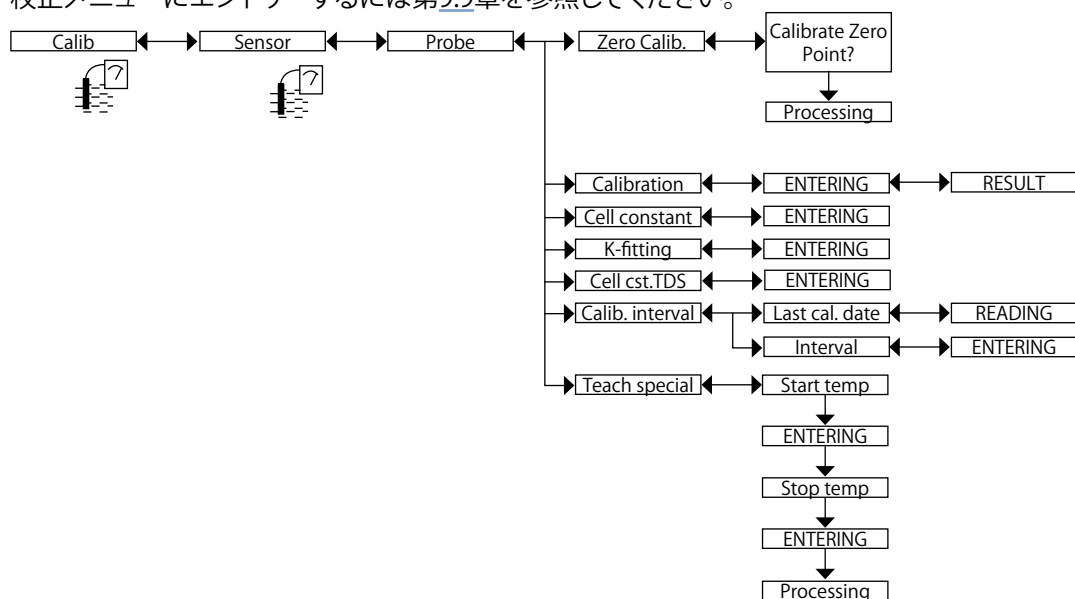 校正メニューにエントリーするには第9.9章を参照してください。
Calib
Sensor
Probe
Zero Calib.
Calibrate Zero
Point?
Processing
Calibration
ENTERING
RESULT
Cell constant
ENTERING
K-fitting
ENTERING
Cell cst.TDS
ENTERING
Calib. interval
Last cal. date
READING
Interval
ENTERING
Teach special
Start temp
ENTERING
Stop temp
ENTERING
Processing